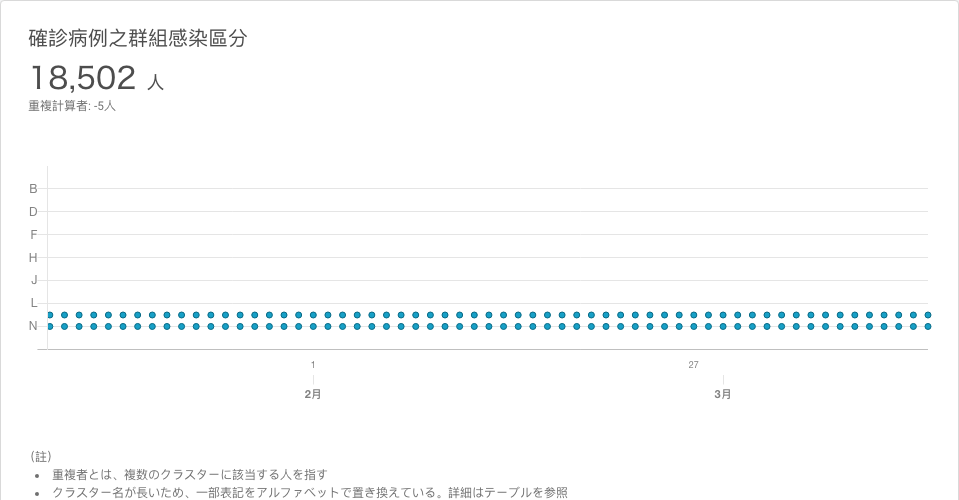 確診病例之群組感染區分
18,502 人
重複計算者: -5人
B
D
F
H
J
L
N
1
27
2月
3月
（註）
• 重複者とは、複数のクラスターに該当する人を指す
• クラスター名が長いため、一部表記をアルファベットで置き換えている。詳細はテーブルを参照